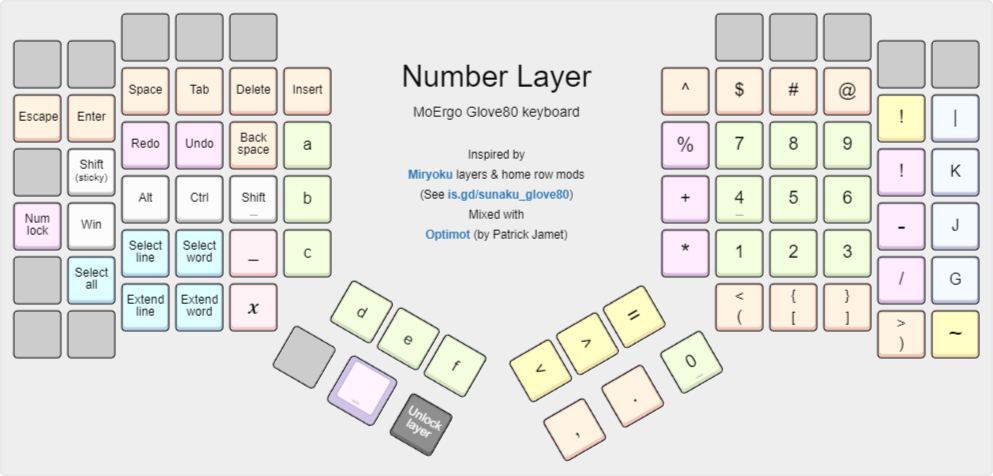 Number Layer
MoErgo Glove80 keyboard
Inspired by
Miryoku layers & home row mods
(See is.gd/sunaku_glove80)
Mixed with
Optimot (by Patrick Jamet)
Space Tab Delete Insert
Escape Enter
Redo Undo Back
space a
Shift
(sticky)
Alt Ctrl Shift
_ b
Num
lock Win
Select
line Select
word _ c
Select
all
Extend
line Extend
word x
d
e
f
_
Unlock
layer
^ $ # @
! |
% 7 8 9
! K
+ 4
_ 5 6
- J
* 1 2 3
/ G
<
( {
[ }
]
>
) ~
=
>
<
0
_
.
,